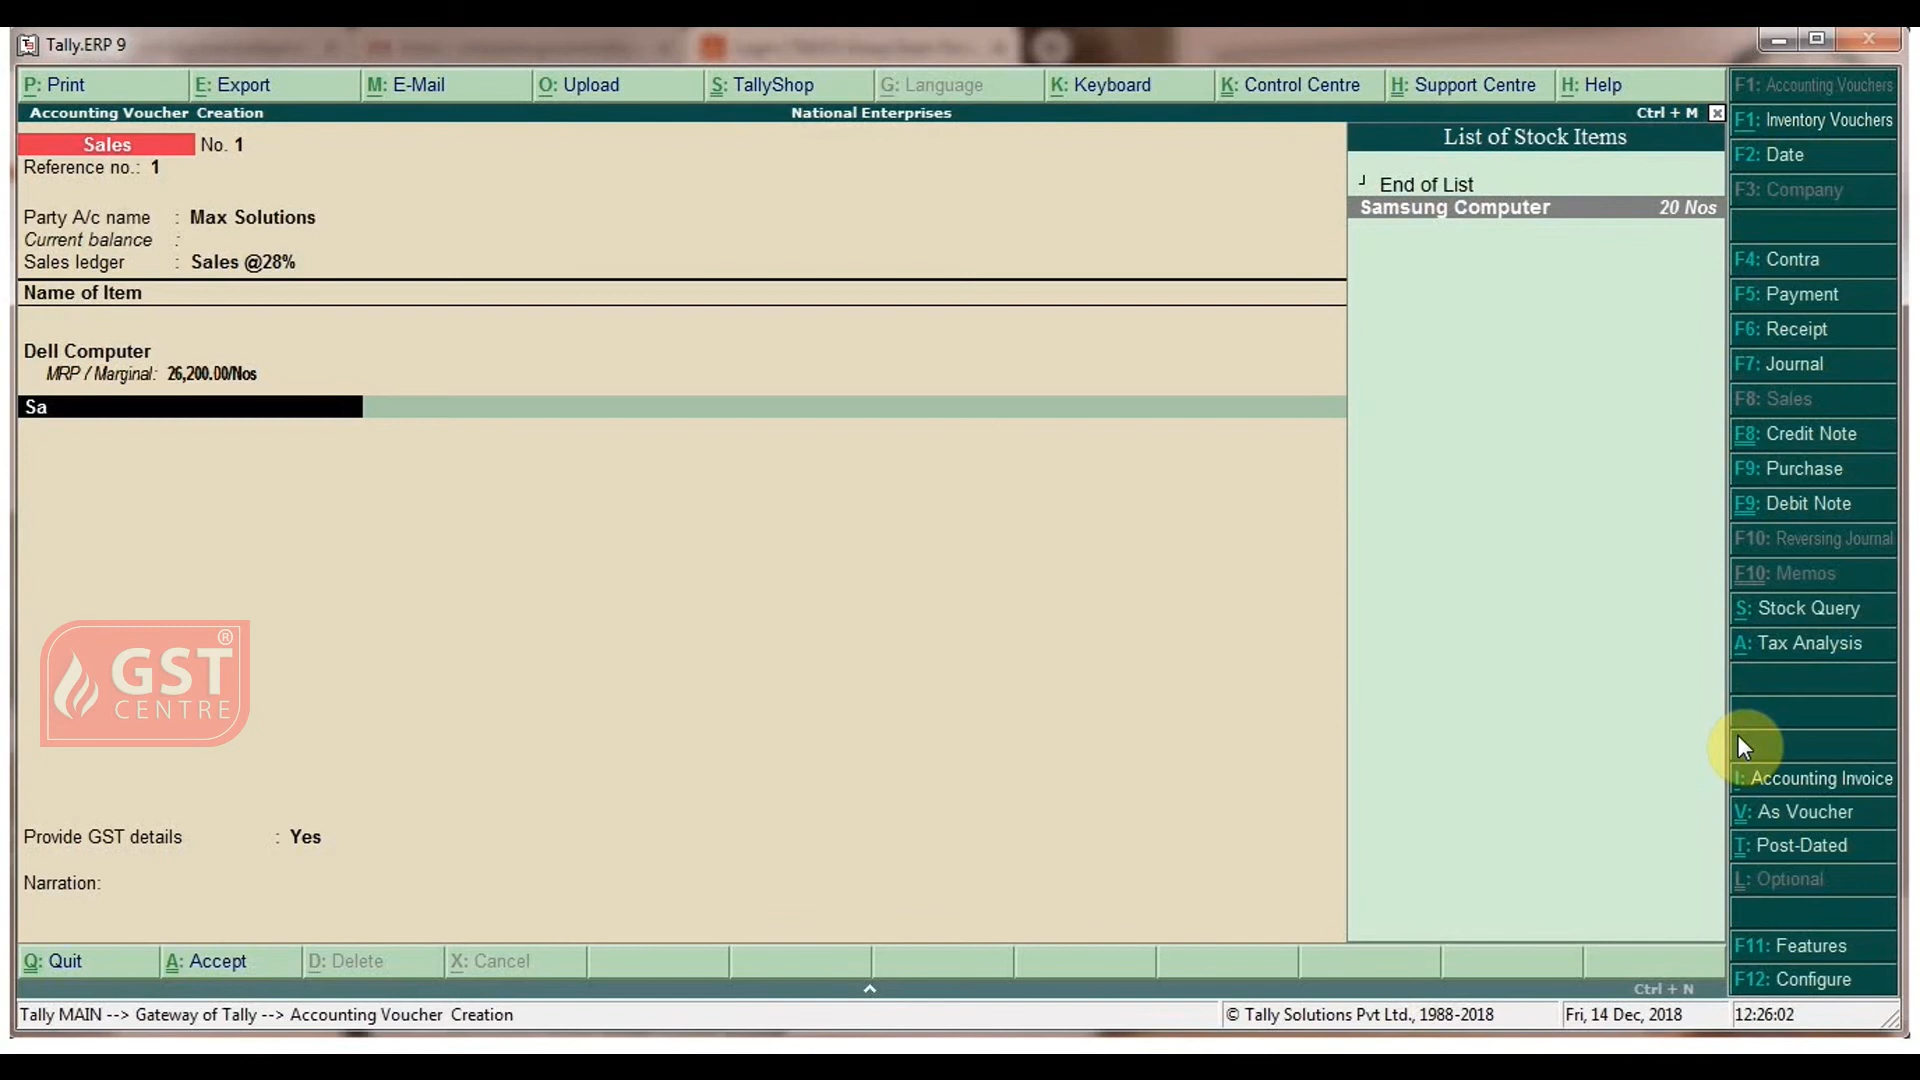 Tally.ERP 9
P: Print E: Export M: E-Mail O: Upload S: TallyShop G: Language K: Keyboard K: Control Centre H: Support Centre H: Help
Accounting Voucher Creation National Enterprises Ctrl + M
Sales No. 1
Reference no.: 1
Party A/c name : Max Solutions
Current balance :
Sales ledger : Sales @28%
Name of Item
Dell Computer
MRP / Marginal: 26,200.00/Nos
Sa
List of Stock Items
┘ End of List
Samsung Computer 20 Nos
GST ®
CENTRE
Provide GST details : Yes
Narration:
F1: Accounting Vouchers
F1: Inventory Vouchers
F2: Date
F3: Company
F4: Contra
F5: Payment
F6: Receipt
F7: Journal
F8: Sales
F8: Credit Note
F9: Purchase
F9: Debit Note
F10: Reversing Journal
F10: Memos
S: Stock Query
A: Tax Analysis
I: Accounting Invoice
V: As Voucher
T: Post-Dated
L: Optional
F11: Features
F12: Configure
Q: Quit A: Accept D: Delete X: Cancel
Ctrl + N
Tally MAIN --> Gateway of Tally --> Accounting Voucher Creation © Tally Solutions Pvt Ltd., 1988-2018 Fri, 14 Dec, 2018 12:26:02